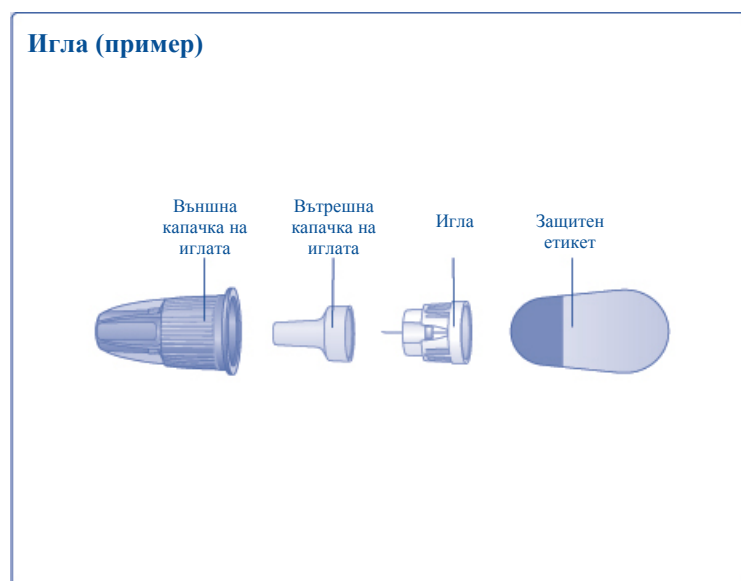 Игла (пример)
Външна
капачка на
иглата
Вътрешна
капачка на
иглата
Игла
Защитен
етикет